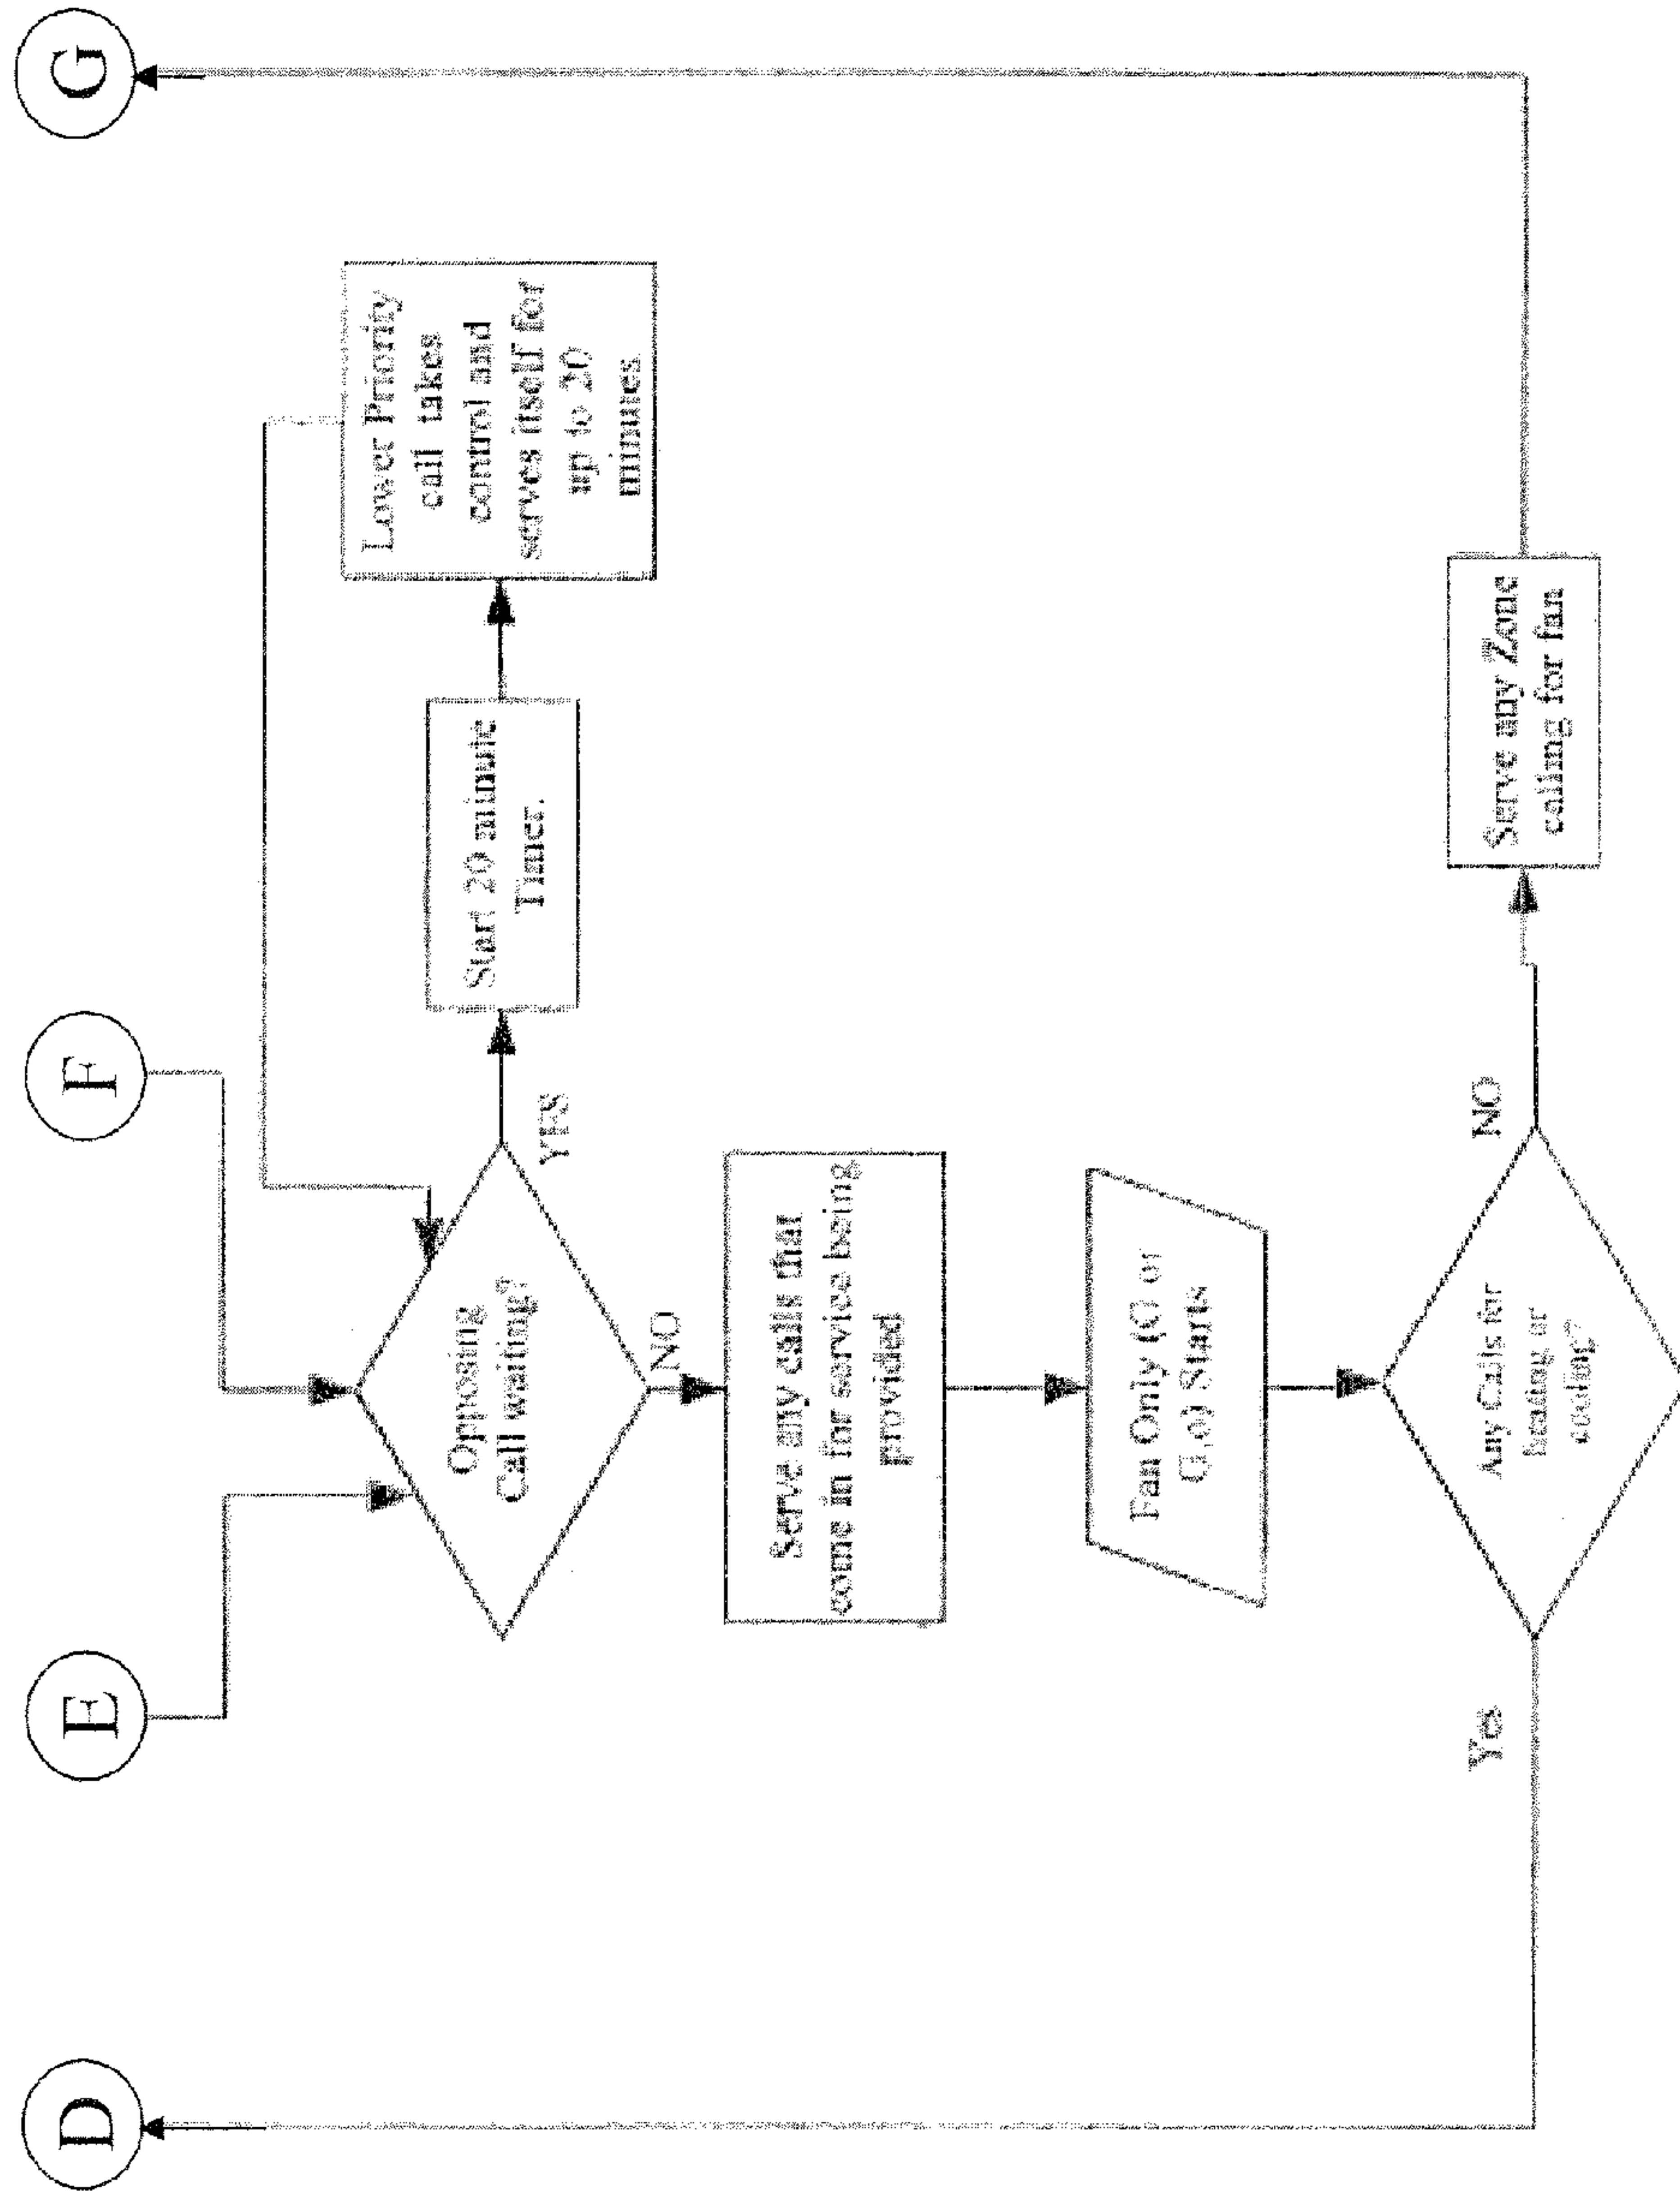 D
E
F
G
Opposing
Call waiting?
YES
Start 20 minute
Timer.
Lower Priority
call takes
control and
serves itself for
up to 20
minutes
NO
Serve any calls that
come in for service being
provided
Fan Only (G or
Starts
Any Calls for
heating or
cooling?
Yes
NO
Serve any Zone
calling for fan